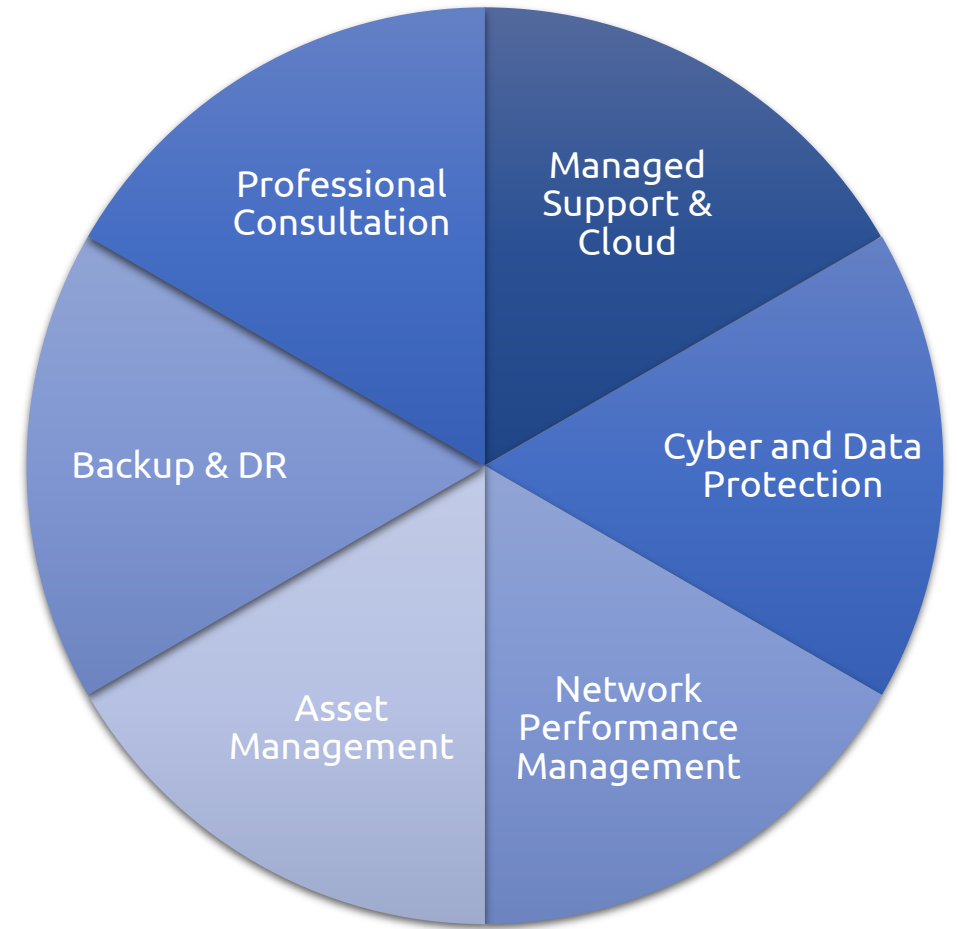 Professional
Consultation
Managed
Support &
Cloud
Backup & DR
Cyber and Data
Protection
Asset
Management
Network
Performance
Management